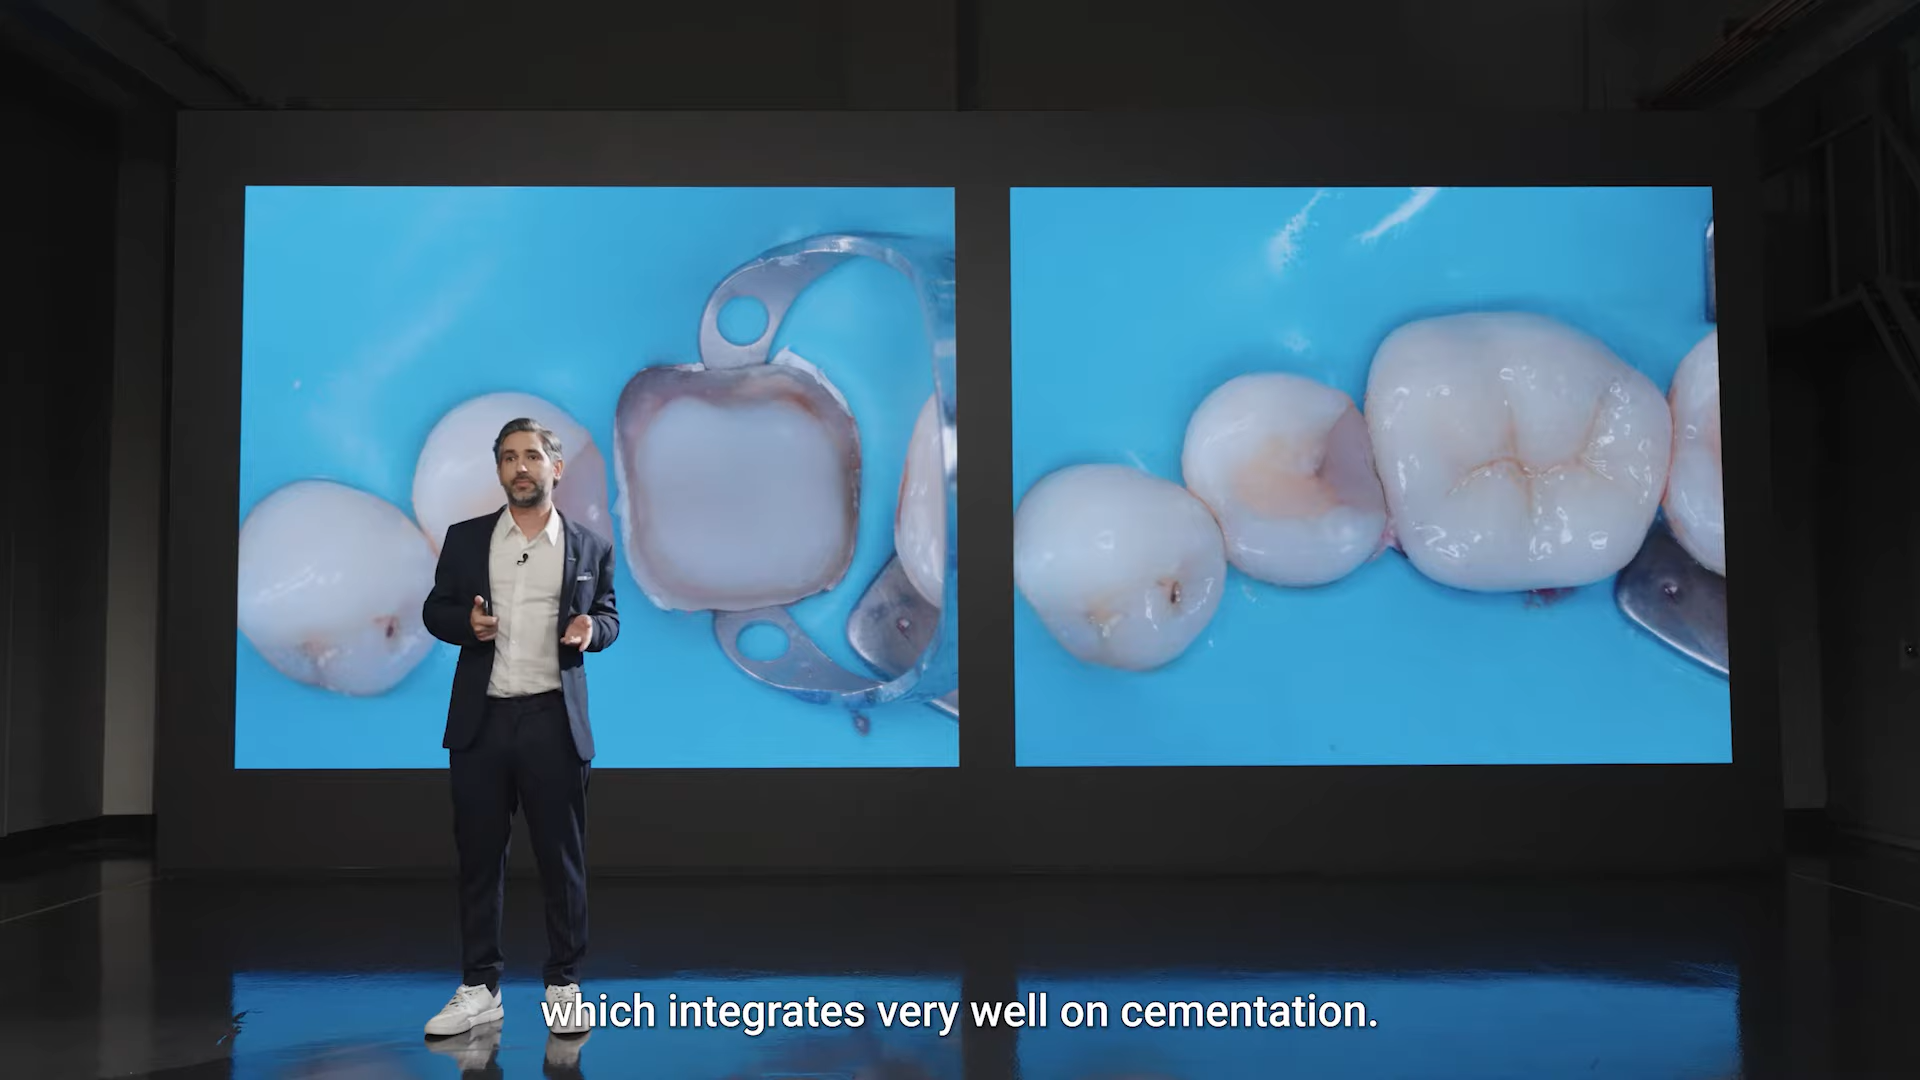 which integrates very well on cementation.